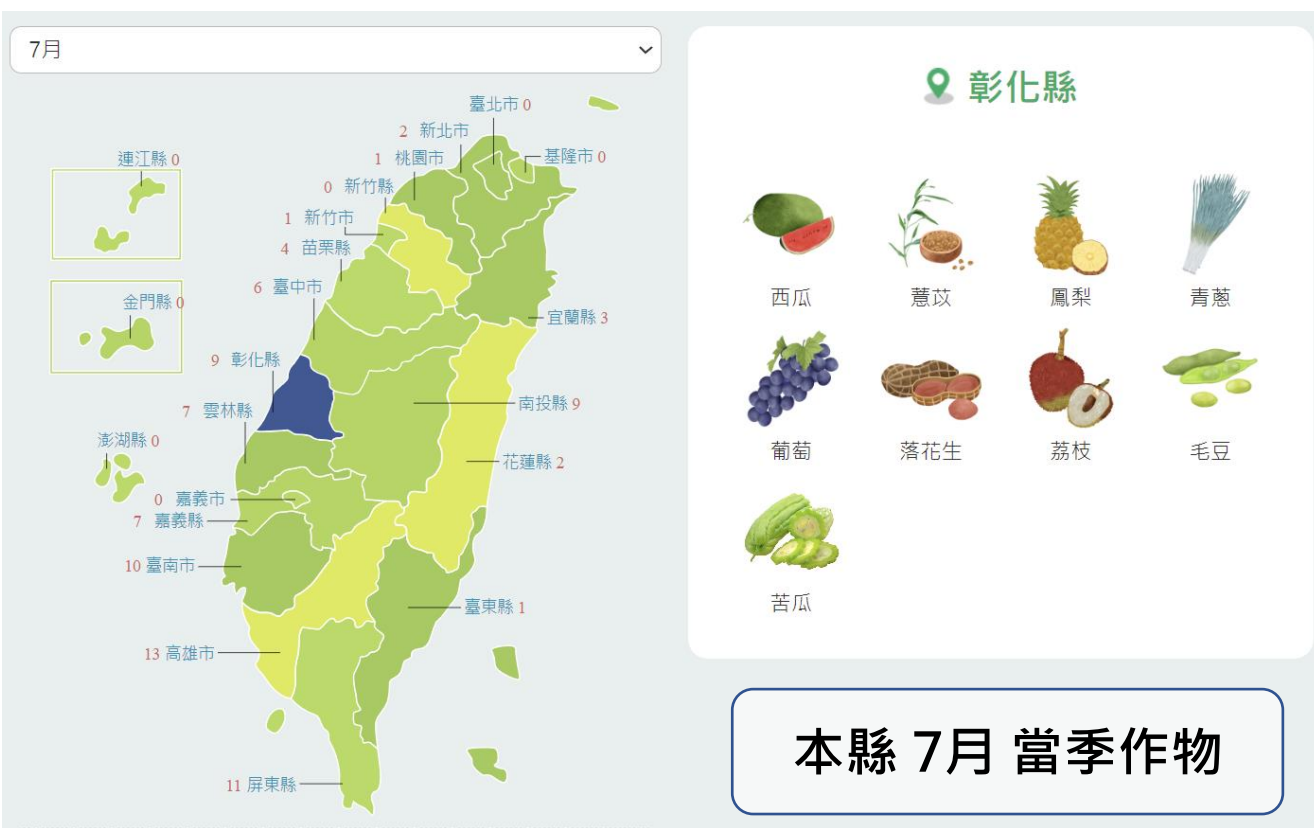 7月
臺北市 0
2 新北市
1 桃園市
基隆市 0
連江縣 0
0 新竹縣
1 新竹市
4 苗栗縣
6 臺中市
金門縣 0
宜蘭縣 3
9 彰化縣
7 雲林縣
南投縣 9
澎湖縣 0
花蓮縣 2
0 嘉義市
7 嘉義縣
10 臺南市
臺東縣 1
13 高雄市
11 屏東縣
彰化縣
西瓜 薏苡 鳳梨 青蔥
葡萄 落花生 荔枝 毛豆
苦瓜
本縣 7月 當季作物